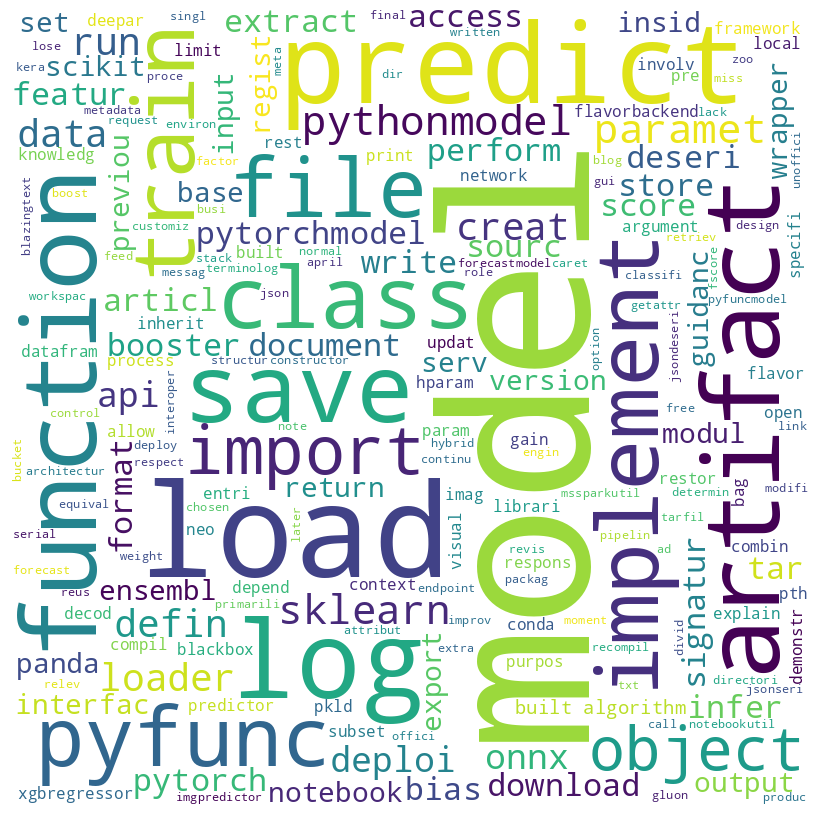 set
deepar
singl
final
written
access
insid
design
framework
lose
run
extract
limit
meta
predict
involv
zoo
local
kera
scikit
proce
dir
pre
miss
metadata
featur
train
input
regist
pythonmodel
flavorbackend
lack
wrapper
data
request
environ
rest
paramet
unoffici
knowledg
factor
print
perform
network
blog
deseri
boost
previou
base
file
gui
store
blazingtext
customiz
busi
score
argument
retriev
function
feed
stack
messag
built
normal
pytorchmodel
april
terminolog
creat
sourc
role
forecastmodel
caret
classifi
fscore
design
specifi
workspac
articl
json
write
class
model
option
getattr
jsondeseri
guidanc
pyfuncmodel
artifact
inherit
datafram
booster
document
structur
constructor
updat
serv
implement
flavor
process
interoper
hparam
version
control
api
save
note
param
free
open
link
bucket
allow
deploy
respect
import
hybrid
continu
gain
engin
modul
architectur
format
decod
equival
entri
return
load
imag
visual
librari
mssparkutil
restor
determin
bag
modifi
serial
neo
weight
later
revis
respons
packag
pipelin
tarfil
ad
combin
forecast
reus
ensembl
depend
context
endpoint
improv
tar
primarili
sklearn
conda
moment
signatur
pth
defin
compil
blackbox
attribut
extra
recompil
divid
explain
demonstr
panda
log
export
purpos
txt
directori
relev
loader
predictor
jsonseri
interfac
pkld
built algorithm
infer
subset
offici
call
notebookutil
pyfunc
deploi
onnx
object
pytorch
xgbregressor
imgpredictor
notebook
bias
download
gluon
output
produc